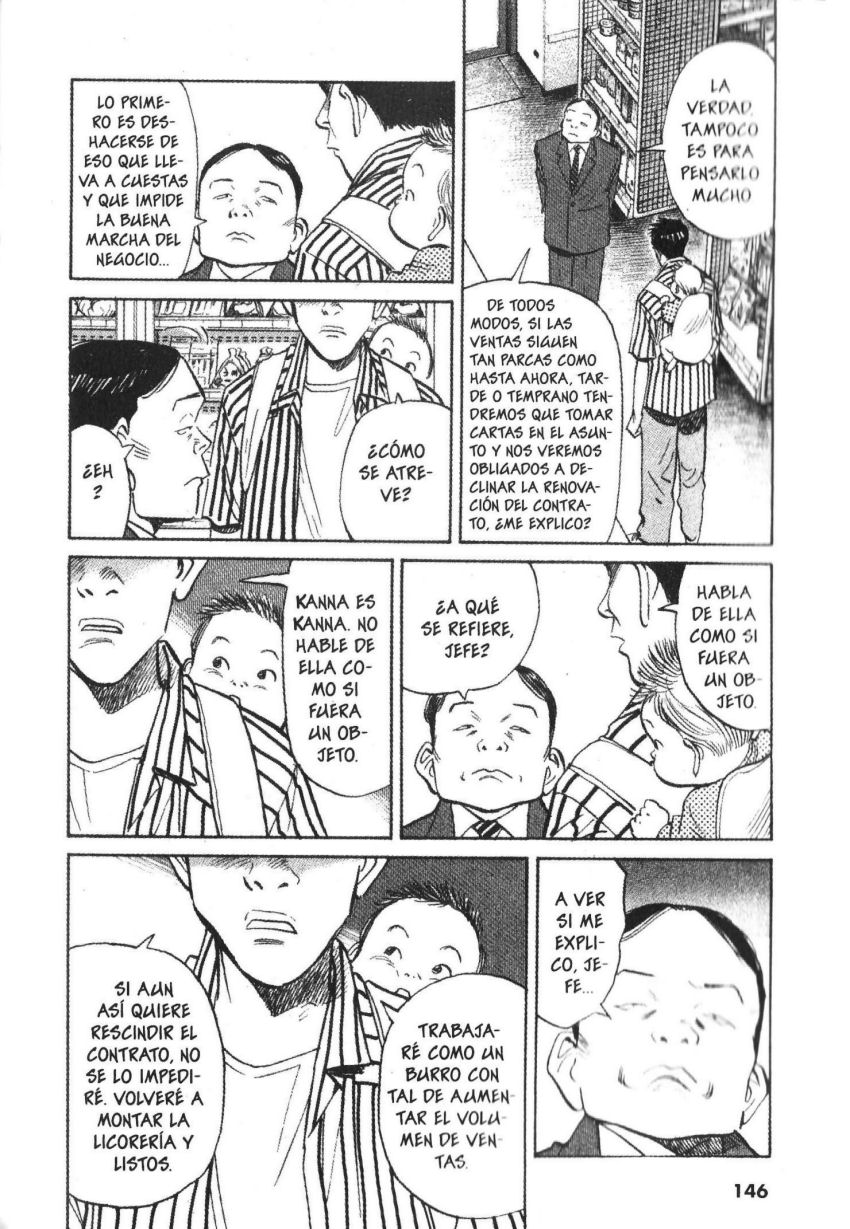 LA
VERDAD,
TAMPOCO
ES PARA
PENSARLO
MUCHO
DE TODOS
MODOS, SI LAS
VENTAS SIGUEN
TAN PARCAS COMO
HASTA AHORA, TAR-
DE O TEMPRANO TEN-
DREMOS QUE TOMAR
CARTAS EN EL ASUN-
TO Y NOS VEREMOS
OBLIGADOS A DE-
CLINAR LA RENOVA-
CIÓN DEL CONTRA-
TO, ¿ME EXPLICO?
LO PRIME-
RO ES DES-
HACERSE DE
ESO QUE LLE-
VA A CUESTAS
Y QUE IMPIDE
LA BUENA
MARCHA DEL
NEGOCIO...
¿CÓMO
SE ATRE-
VE?
¿EH
?
HABLA
DE ELLA
COMO SI
FUERA
UN OB-
JETO.
¿A QUÉ
SE REFIERE,
JEFE?
KANNA ES
KANNA. NO
HABLE DE
ELLA CO-
MO SI
FUERA
UN OB-
JETO.
A VER
SI ME
EXPLI-
CO, JE-
FE...
TRABAJA-
RÉ COMO UN
BURRO CON
TAL DE AUMEN-
TAR EL VOLU-
MEN DE VEN-
TAS.
SI AUN
ASÍ QUIERE
RESCINDIR EL
CONTRATO, NO
SE LO IMPEDI-
RÉ. VOLVERÉ A
MONTAR LA
LICORERÍA Y
LISTOS.
146